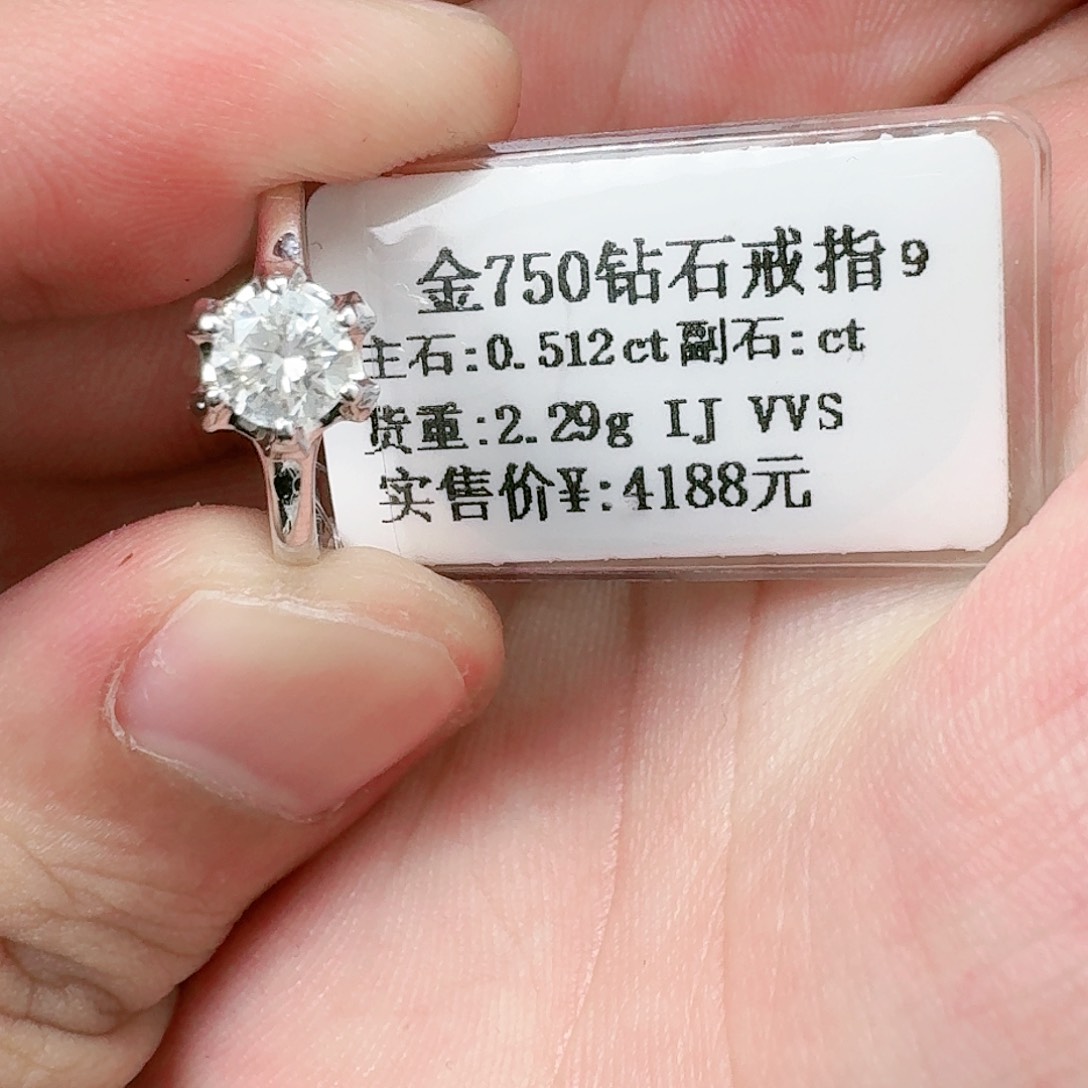 金750钻石戒指9
主石:0.512ct副石:ct
货重:2.29g IJ VVS
实售价¥:4188元